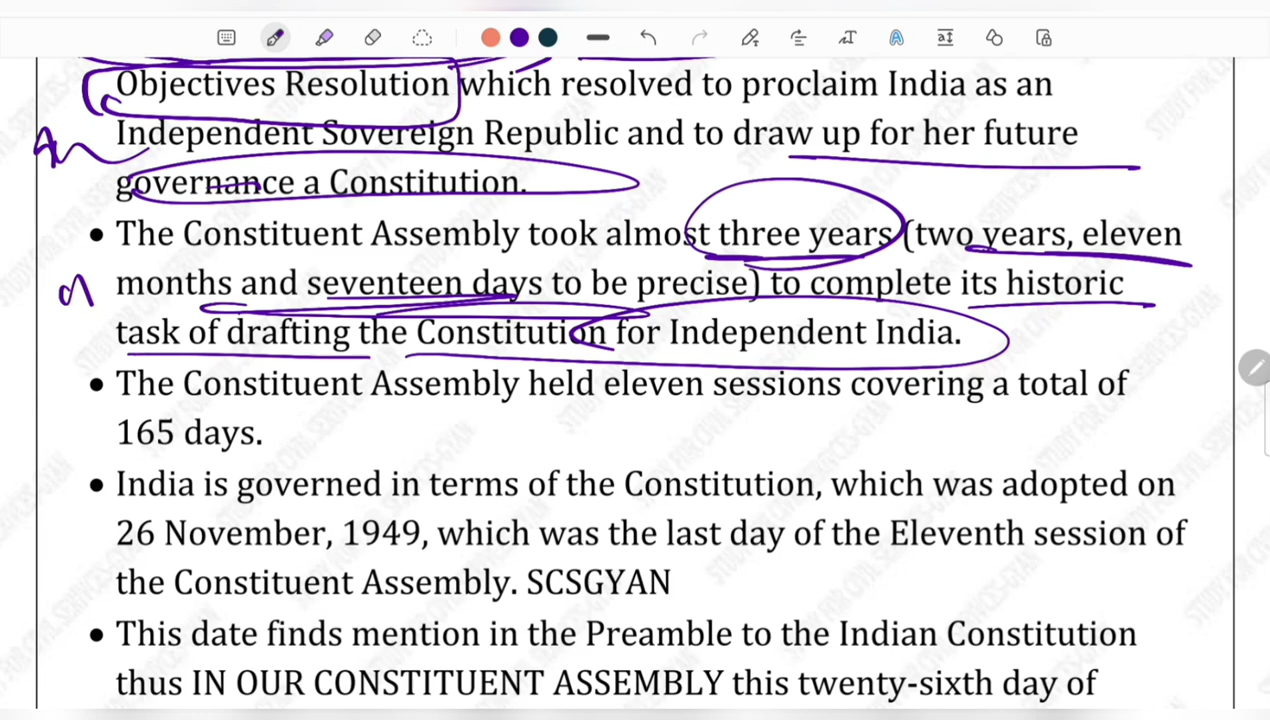 Objectives Resolution which resolved to proclaim India as an
Independent Sovereign Republic and to draw up for her future
governance a Constitution.
• The Constituent Assembly took almost three years (two years, eleven
months and seventeen days to be precise) to complete its historic
task of drafting the Constitution for Independent India.
• The Constituent Assembly held eleven sessions covering a total of
165 days.
• India is governed in terms of the Constitution, which was adopted on
26 November, 1949, which was the last day of the Eleventh session of
the Constituent Assembly. SCSGYAN
• This date finds mention in the Preamble to the Indian Constitution
thus IN OUR CONSTITUENT ASSEMBLY this twenty-sixth day of